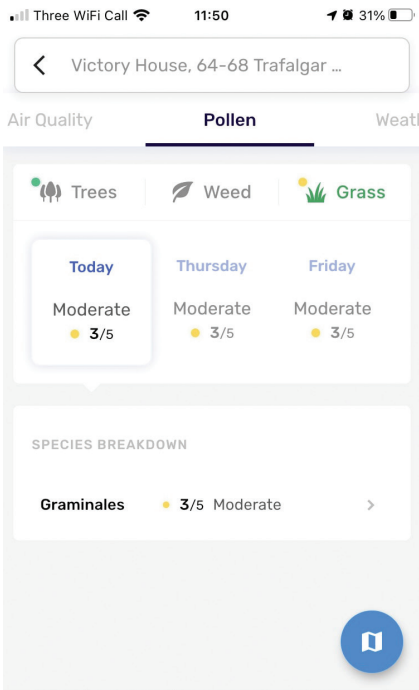 Three WiFi Call 11:50 31%
Victory House, 64-68 Trafalgar ...
Air Quality Pollen Weat
Trees Weed Grass
Today Thursday Friday
Moderate Moderate Moderate
3/5 3/5 3/5
SPECIES BREAKDOWN
Graminales 3/5 Moderate